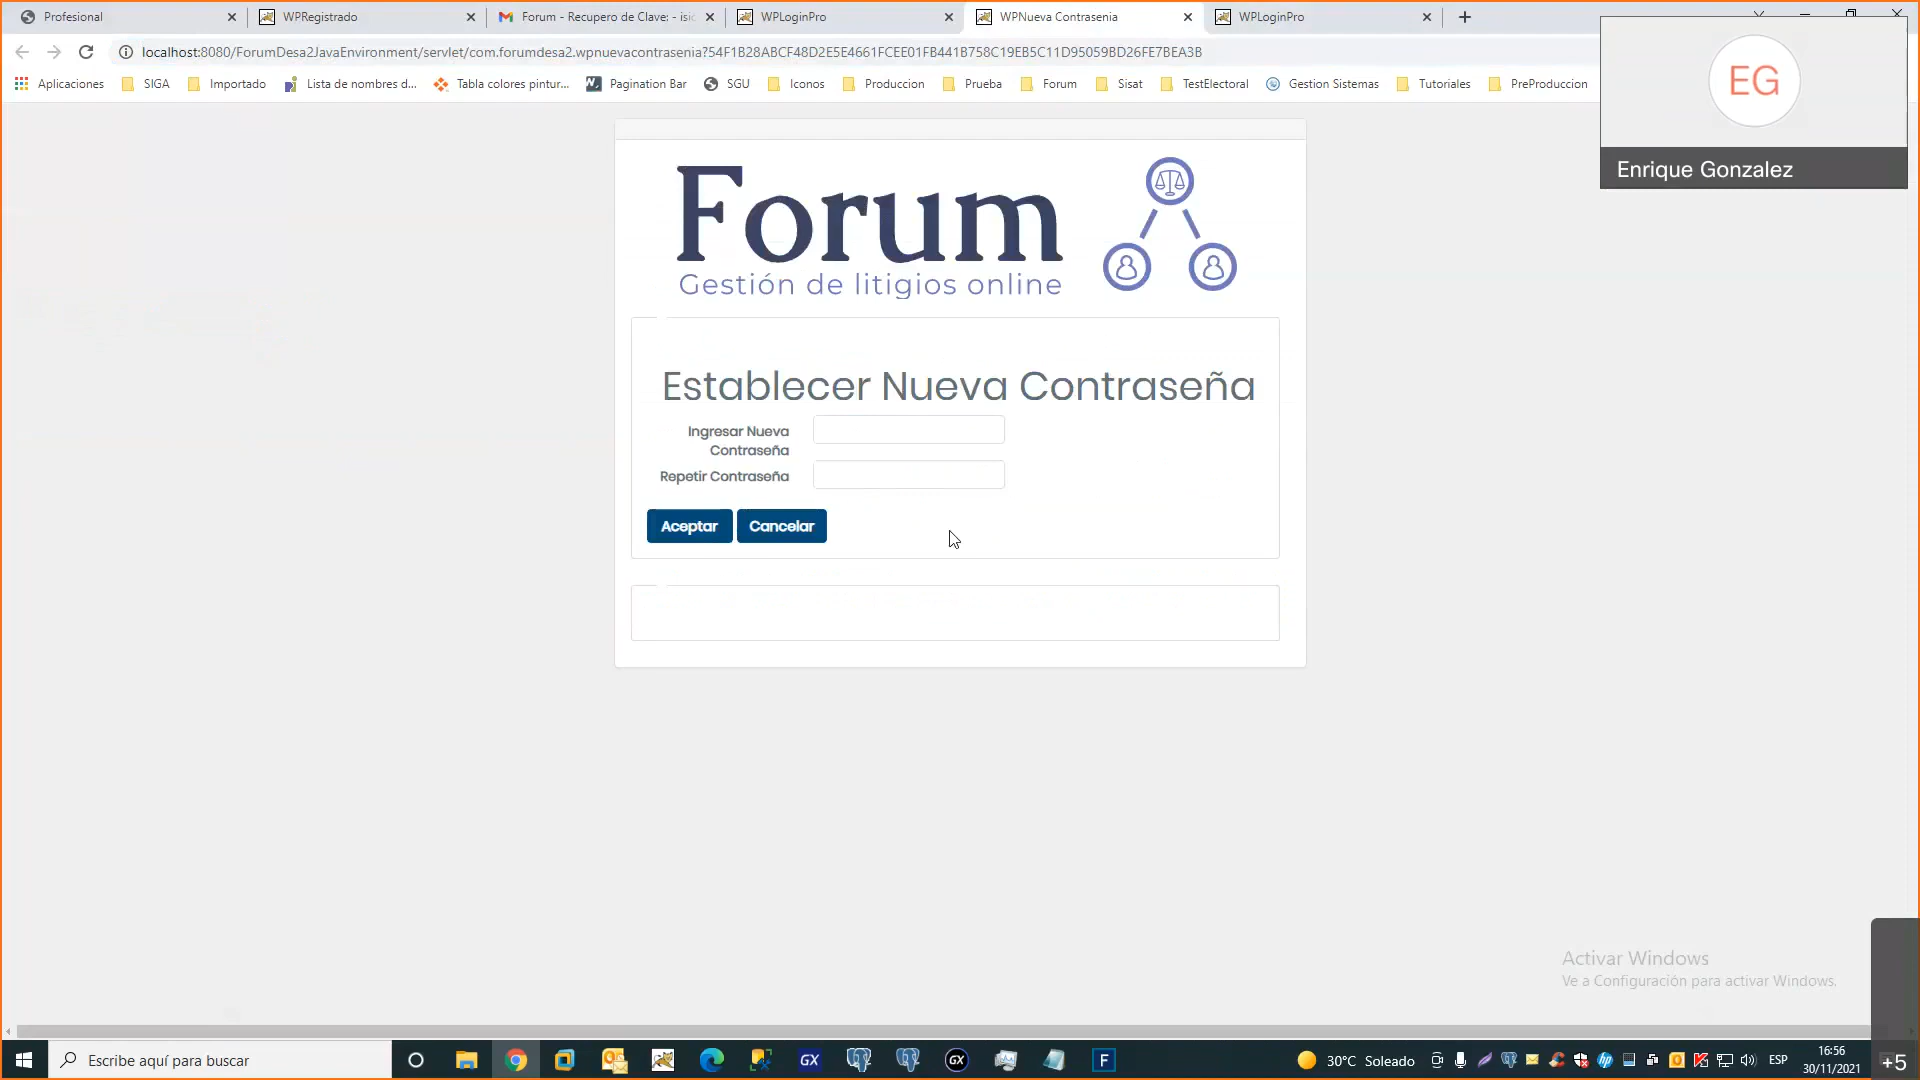 Profesional
WPRegistrado
Forum - Recupero de Clave: - isic
WPLoginPro
WPNueva Contrasenia
WPLoginPro
localhost:8080/ForumDesa2JavaEnvironment/servlet/com.forumdesa2.wpnuevacontrasenia?54F1B28ABCF48D2E5E4661FCEE01FB441B758C19EB5C11D95059BD26FE7BEA3B
Aplicaciones
SIGA
Importado
Lista de nombres d...
Tabla colores pintur...
Pagination Bar
SGU
Iconos
Produccion
Prueba
Forum
Sisat
TestElectoral
Gestion Sistemas
Tutoriales
PreProduccion
EG
Enrique Gonzalez
Forum
Gestión de litigios online
Establecer Nueva Contraseña
Ingresar Nueva
Contraseña
Repetir Contraseña
Aceptar
Cancelar
Activar Windows
Ve a Configuración para activar Windows.
Escribe aquí para buscar
GX
GX
F
30°C Soleado
hp
ESP
16:56
30/11/2021
+5